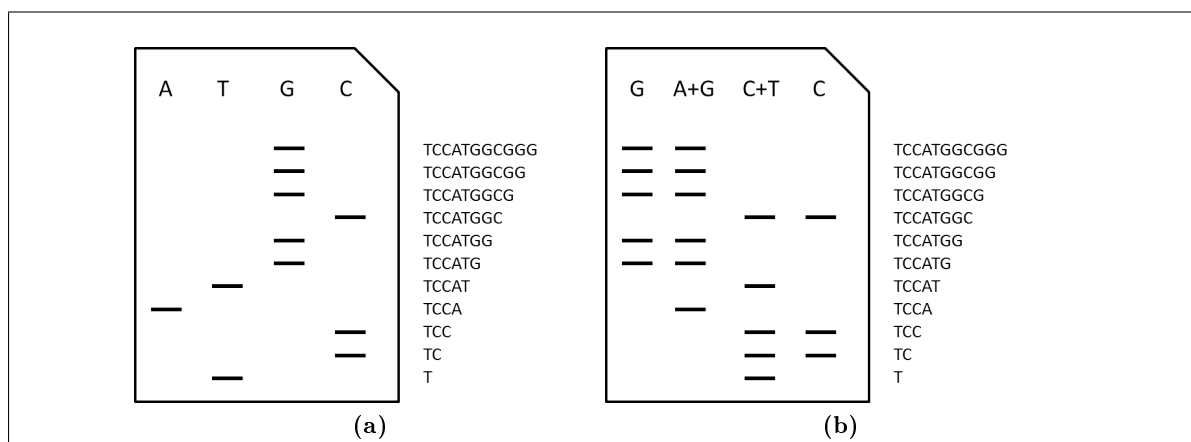 A T G C
TCCATGGCGGG
TCCATGGCGG
TCCATGGCG
TCCATGGC
TCCATGG
TCCATG
TCCAT
TCCA
TCC
TC
T
(a)
G A+G C+T C
TCCATGGCGGG
TCCATGGCGG
TCCATGGCG
TCCATGGC
TCCATGG
TCCATG
TCCAT
TCCA
TCC
TC
T
(b)